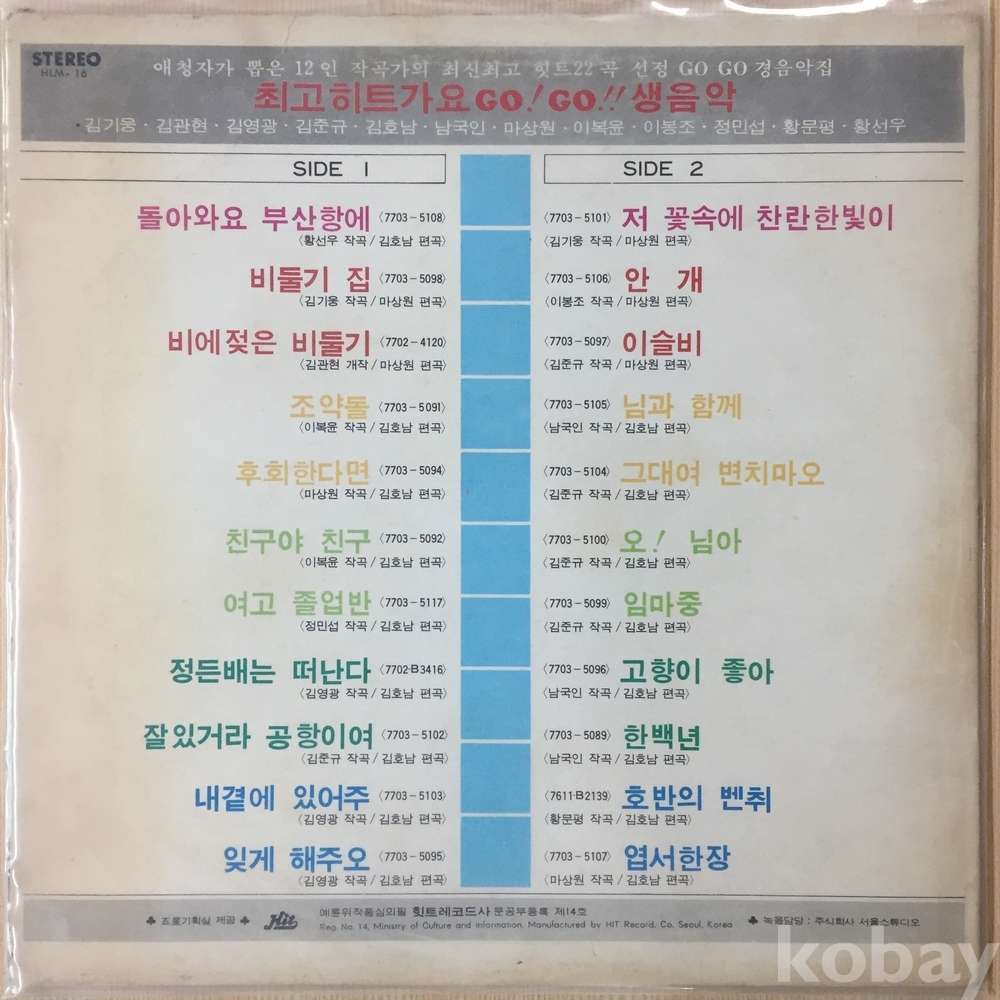 STEREO
HLM- 16
애청자가 뽑은 12인 작곡가의 최신최고 힛트22곡 선정 GO GO 경음악집
최고히트가요GO!GO!!생음악
김기웅 · 김관현 · 김영광 · 김준규 · 김호남 · 남국인 · 마상원 · 이복윤 · 이봉조 · 정민섭 · 황문평 · 황선우
SIDE 1
돌아와요 부산항에 〈7703-5108〉
〈황선우 작곡/김호남 편곡〉
비둘기 집 〈7703-5098〉
〈김기웅 작곡/마상원 편곡〉
비에젖은 비둘기 〈7702-4120〉
〈김관현 개작/마상원 편곡〉
조약돌 〈7703-5091〉
〈이복윤 작곡/김호남 편곡〉
후회한다면 〈7703-5094〉
〈마상원 작곡/김호남 편곡〉
친구야 친구 〈7703-5092〉
〈이복윤 작곡/김호남 편곡〉
여고 졸업반 〈7703-5117〉
〈정민섭 작곡/김호남 편곡〉
정든배는 떠난다 〈7702-B3416〉
〈김영광 작곡/김호남 편곡〉
잘있거라 공항이여 〈7703-5102〉
〈김준규 작곡/김호남 편곡〉
내곁에 있어주 〈7703-5103〉
〈김영광 작곡/김호남 편곡〉
잊게 해주오 〈7703-5095〉
〈김영광 작곡/김호남 편곡〉
SIDE 2
〈7703-5101〉 저 꽃속에 찬란한빛이
〈김기웅 작곡/마상원 편곡〉
〈7703-5106〉 안 개
〈이봉조 작곡/마상원 편곡〉
〈7703-5097〉 이슬비
〈김준규 작곡/마상원 편곡〉
〈7703-5105〉 님과 함께
〈남국인 작곡/김호남 편곡〉
〈7703-5104〉 그대여 변치마오
〈김준규 작곡/김호남 편곡〉
〈7703-5100〉 오! 님아
〈김준규 작곡/김호남 편곡〉
〈7703-5099〉 임마중
〈김준규 작곡/김호남 편곡〉
〈7703-5096〉 고향이 좋아
〈남국인 작곡/김호남 편곡〉
〈7703-5089〉 한백년
〈남국인 작곡/김호남 편곡〉
〈7611-B2139〉 호반의 벤취
〈황문평 작곡/김호남 편곡〉
〈7703-5107〉 엽서한장
〈마상원 작곡/김호남 편곡〉
♣ 죠롱기획실 제공 ♣ Hit 예륜위작품심의필 힛트레코드사 문공부등록 제14호
Reg. No. 14, Ministry of Culture and Information, Manufactured by HIT Record, Co. Seoul, Korea
♣ 녹음담당 : 주식회사 서울스튜디오
kobay